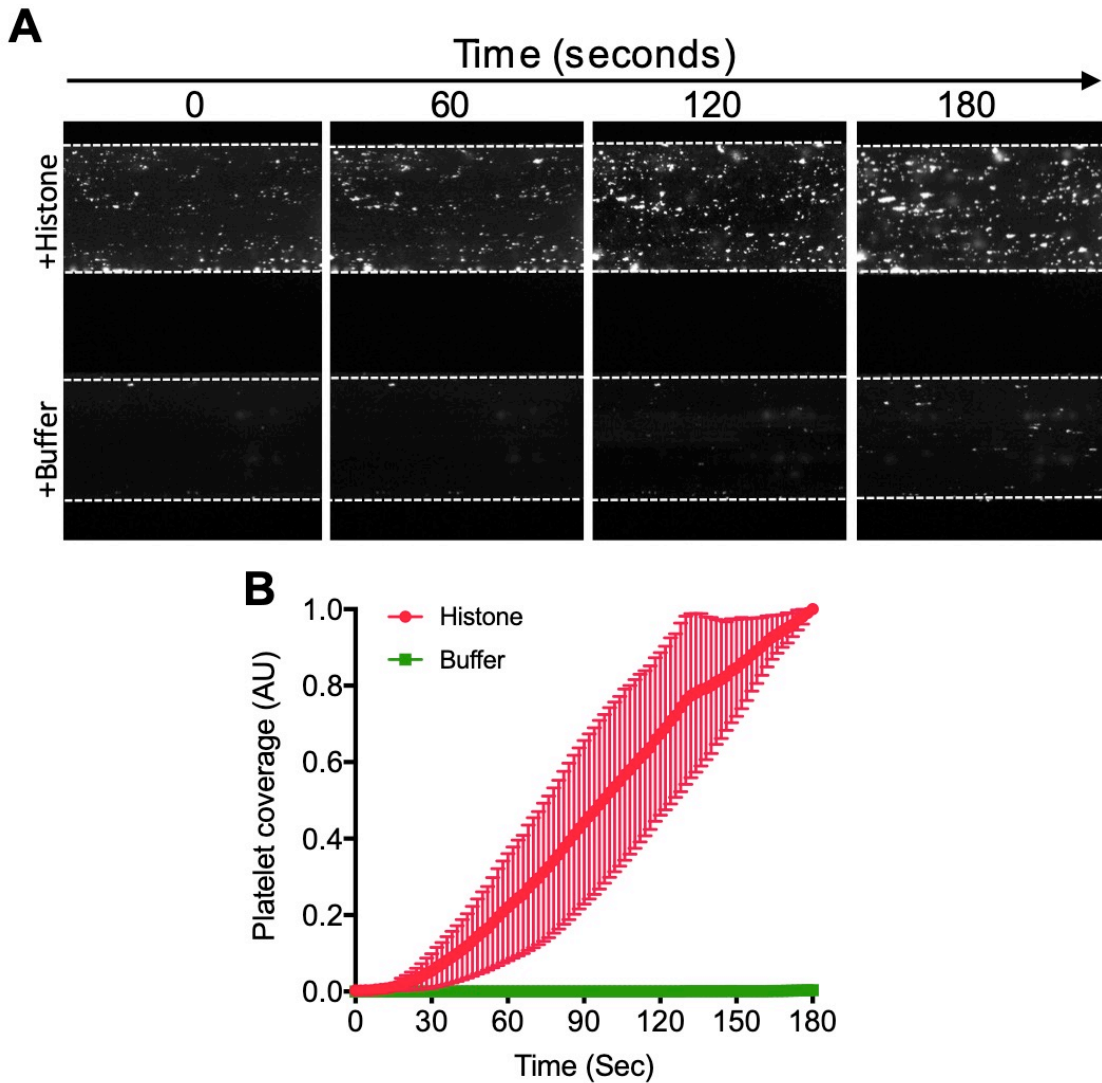 A
Time (seconds)
0 60 120 180
+Histone
+Buffer
B
Histone
Buffer
Platelet coverage (AU)
1.0
0.8
0.6
0.4
0.2
0.0
0 30 60 90 120 150 180
Time (Sec)